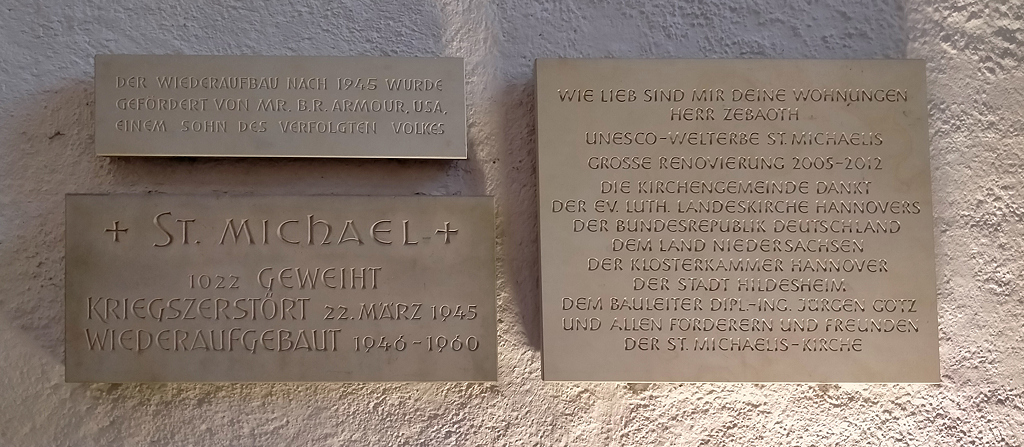 DER WIEDERAUFBAU NACH 1945 WURDE
GEFÖRDERT VON MR. B.R. ARMOUR, USA,
EINEM SOHN DES VERFOLGTEN VOLKES
+ ST. MICHAEL +
1022 GEWEIHT
KRIEGSZERSTÖRT 22. MÄRZ 1945
WIEDERAUFGEBAUT 1946-1960
WIE LIEB SIND MIR DEINE WOHNUNGEN
HERR ZEBAOTH
UNESCO-WELTERBE ST. MICHAELIS
GROSSE RENOVIERUNG 2005-2012
DIE KIRCHENGEMEINDE DANKT
DER EV. LUTH. LANDESKIRCHE HANNOVERS
DER BUNDESREPUBLIK DEUTSCHLAND
DEM LAND NIEDERSACHSEN
DER KLOSTERKAMMER HANNOVER
DER STADT HILDESHEIM
DEM BAULEITER DIPL.-ING. JÜRGEN GÖTZ
UND ALLEN FÖRDERERN UND FREUNDEN
DER ST. MICHAELIS-KIRCHE